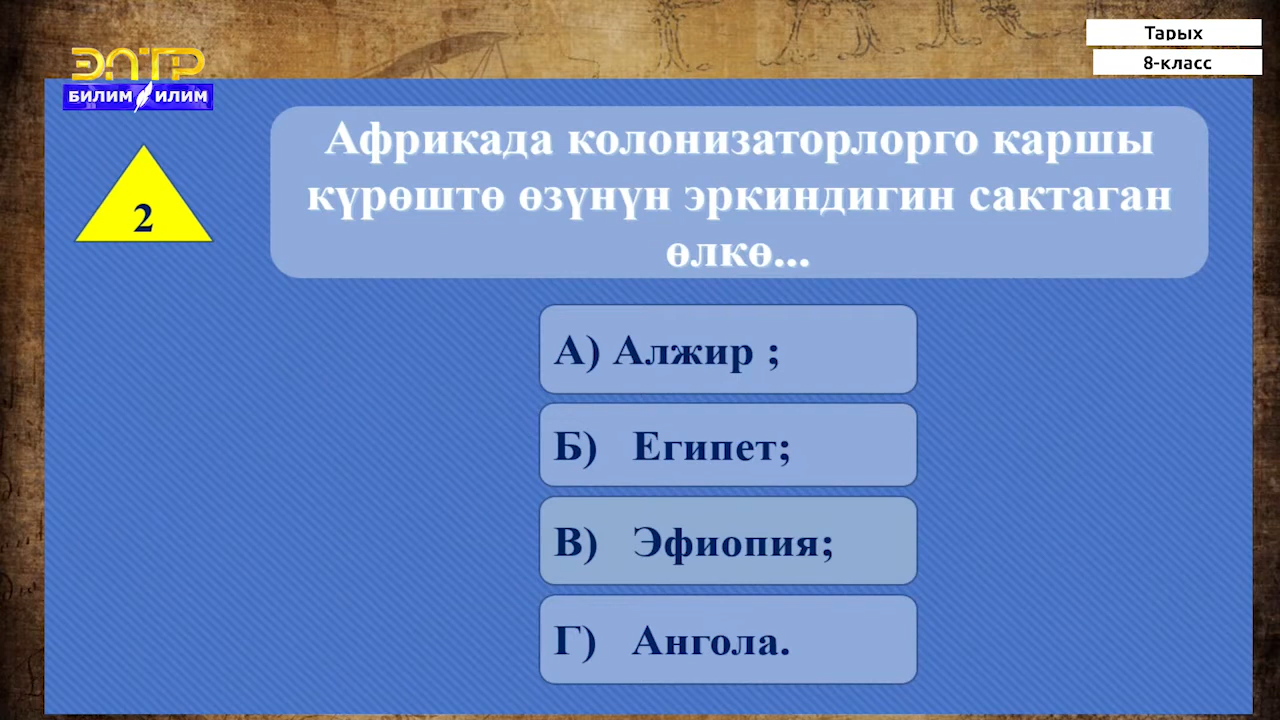 Тарых
8-класс
ЭЛТР
БИЛИМ ИЛИМ
2
Африкада колонизаторлорго каршы
күрөштө өзүнүн эркиндигин сактаган
өлкө...
А) Алжир ;
Б) Египет;
В) Эфиопия;
Г) Ангола.